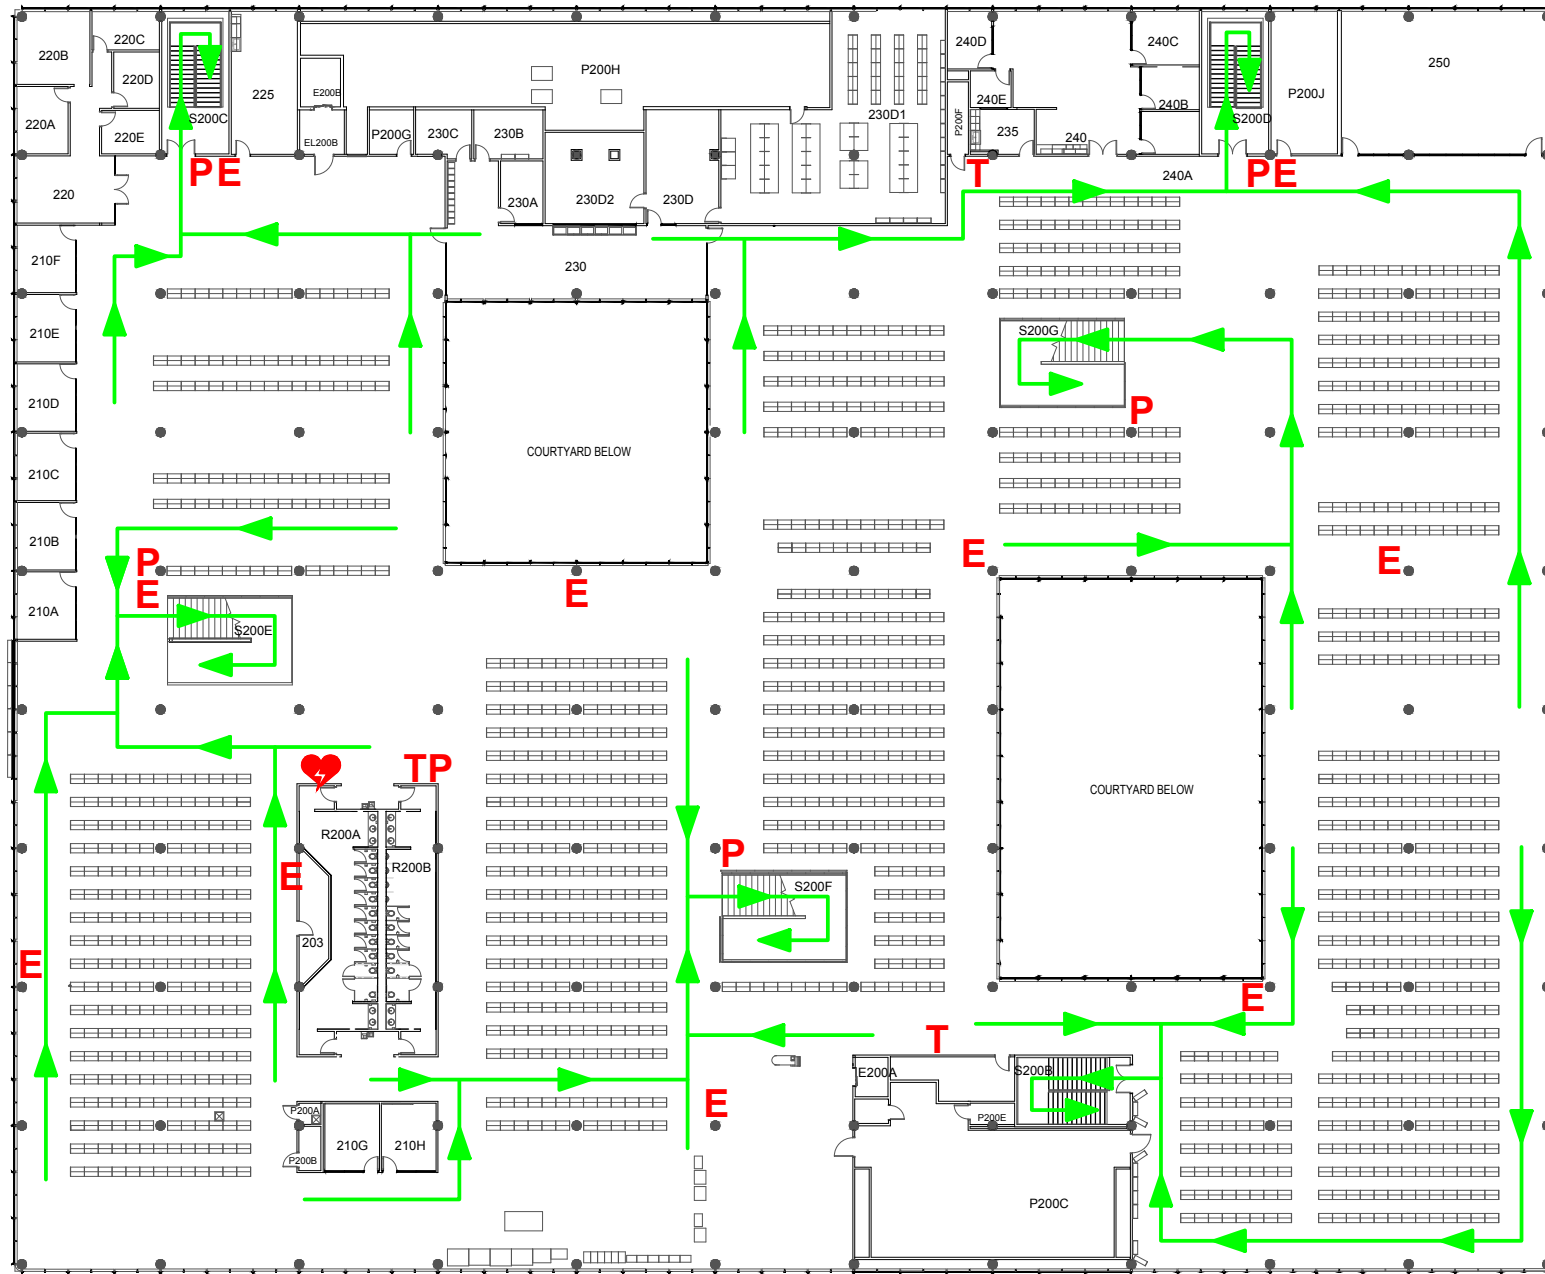 220B
220C
220D
220A
220E
S200C
225
P200H
E200B
EL200B
P200G
230C
230B
230D1
240D
240C
240E
P200F
235
240
240B
S200D
P200J
250
PE
T
PE
240A
220
230A
230D2
230D
210F
230
210E
S200G
210D
P
COURTYARD BELOW
210C
210B
P
E
E
E
E
210A
S200E
TP
COURTYARD BELOW
R200A
R200B
P
E
S200F
203
E
E
T
E200A
S200B
P200A
E
P200E
210G
210H
P200B
P200C